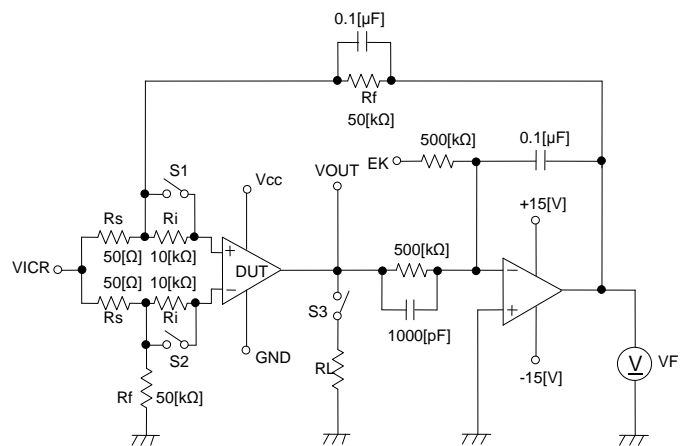 0.1[µF]
Rf
50[kΩ]
500[kΩ]
0.1[µF]
EK
VOUT
S1
Vcc
+15[V]
Rs
Ri
50[Ω]
10[kΩ]
+
500[kΩ]
VICR
DUT
−
50[Ω]
10[kΩ]
−
Rs
Ri
S3
+
1000[pF]
S2
GND
V
VF
RL
-15[V]
Rf
50[kΩ]